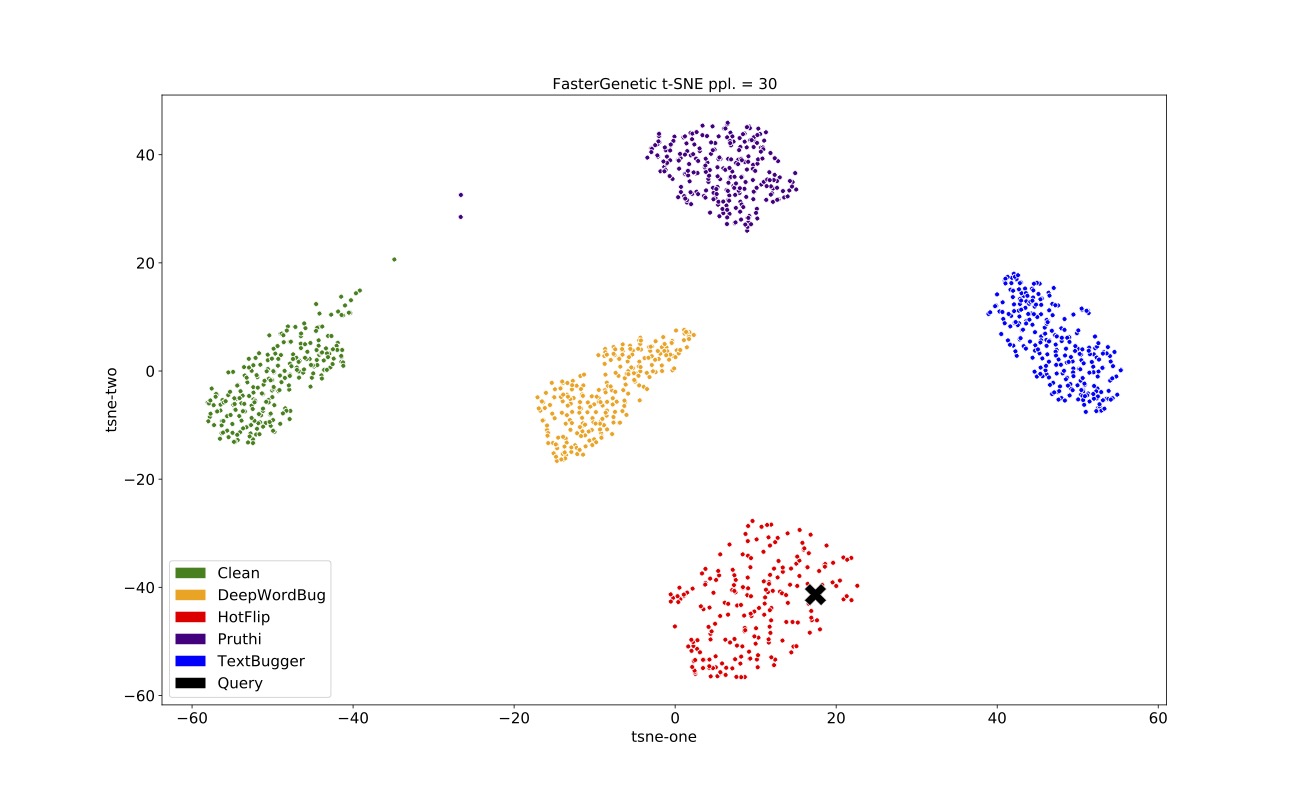 FasterGenetic t-SNE ppl. = 30
40
20
0
−20
−40
−60
tsne-two
Clean
DeepWordBug
HotFlip
Pruthi
TextBugger
Query
−60 −40 −20 0 20 40 60
tsne-one